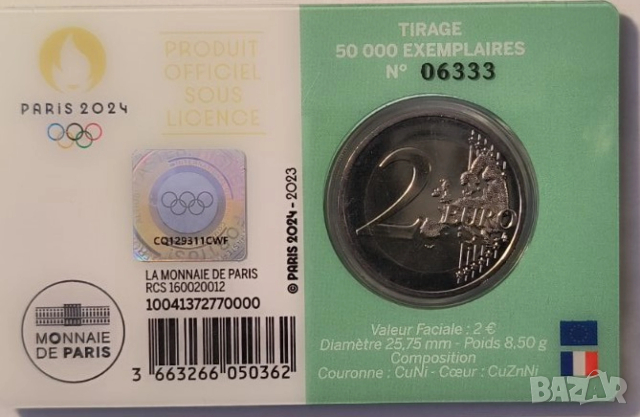 PARIS 2024
PRODUIT
OFFICIEL
SOUS
LICENCE
TIRAGE
50 000 EXEMPLAIRES
N° 06333
CQ129311CWF
© PARIS 2024 - 2023
2 EURO
LA MONNAIE DE PARIS
RCS 160020012
10041372770000
3 663266 050362
MONNAIE
DE PARIS
Valeur Faciale : 2 €
Diamètre 25,75 mm - Poids 8,50 g
Composition
Couronne : CuNi - Cœur : CuZnNi
BAZAR.bg